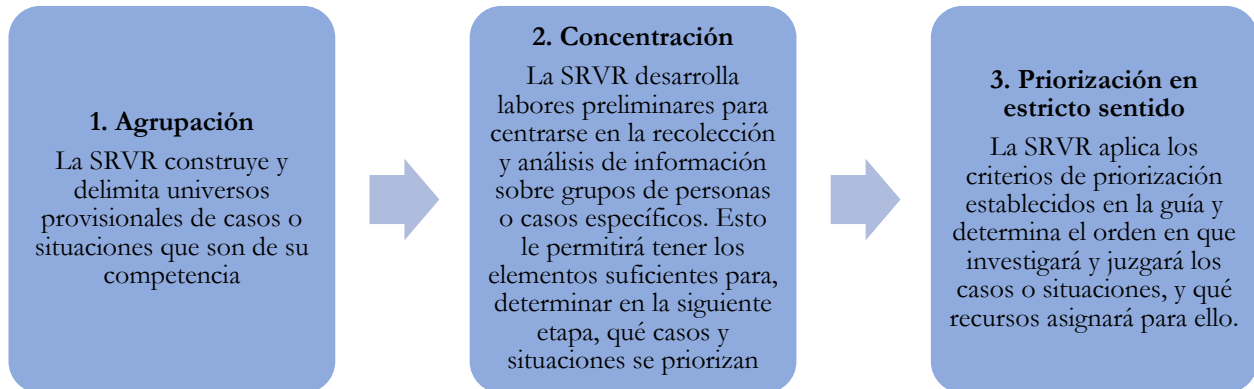 1. Agrupación
La SRVR construye y
delimita universos
provisionales de casos o
situaciones que son de su
competencia
2. Concentración
La SRVR desarrolla
labores preliminares para
centrarse en la recolección
y análisis de información
sobre grupos de personas
o casos específicos. Esto
le permitirá tener los
elementos suficientes para,
determinar en la siguiente
etapa, qué casos y
situaciones se priorizan
3. Priorización en
estricto sentido
La SRVR aplica los
criterios de priorización
establecidos en la guía y
determina el orden en que
investigará y juzgará los
casos o situaciones, y qué
recursos asignará para ello.